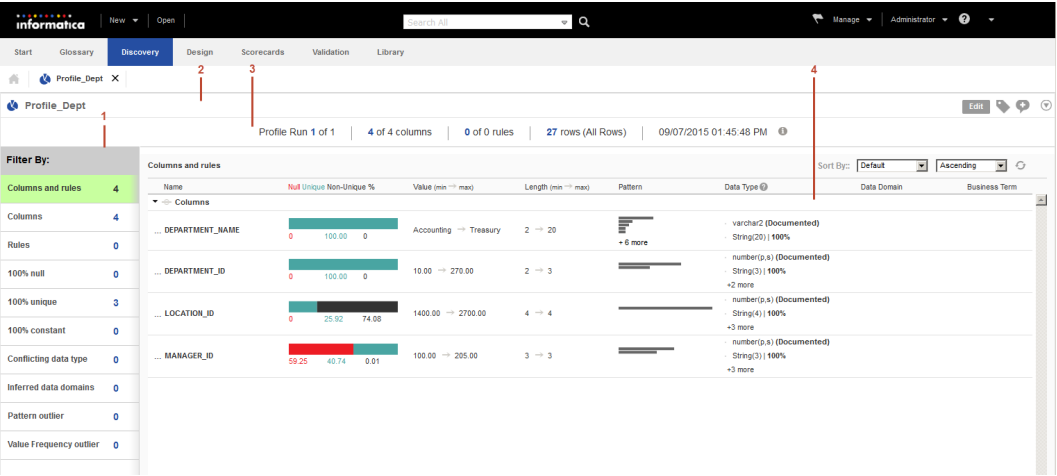 informatica New Open Search All Manage Administrator ?
Start Glossary Discovery Design Scorecards Validation Library
Profile_Dept X
2 3 4
Profile_Dept Edit
1
Profile Run 1 of 1 4 of 4 columns 0 of 0 rules 27 rows (All Rows) 09/07/2015 01:45:48 PM
Filter By:
Columns and rules 4
Columns 4
Rules 0
100% null 0
100% unique 3
100% constant 0
Conflicting data type 0
Inferred data domains 0
Pattern outlier 0
Value Frequency outlier 0
Columns and rules Sort By:: Default Ascending
Name Null Unique Non-Unique % Value (min → max) Length (min → max) Pattern Data Type ? Data Domain Business Term
Columns
... DEPARTMENT_NAME 0 100.00 0 Accounting → Treasury 2 → 20 + 6 more
varchar2 (Documented)
String(20) | 100%
... DEPARTMENT_ID 0 100.00 0 10.00 → 270.00 2 → 3
number(p,s) (Documented)
String(3) | 100%
+2 more
... LOCATION_ID 0 25.92 74.08 1400.00 → 2700.00 4 → 4
number(p,s) (Documented)
String(4) | 100%
+3 more
... MANAGER_ID 59.25 40.74 0.01 100.00 → 205.00 3 → 3
number(p,s) (Documented)
String(3) | 100%
+3 more